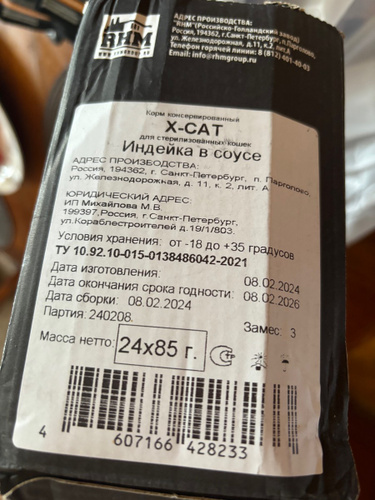 RHM
АДРЕС ПРОИЗВОДСТВА:
"RHM"(Российско-Голландский завод)
Россия, 194362, г.Санкт-Петербург, п.Парголово,
ул. Железнодорожная, д.11, к.2, лит.А
Телефон горячей линии: 8 (812) 401-40-03
Email: info@rhmgroup.ru
Корм консервированный
X-CAT
для стерилизованных кошек
Индейка в соусе
АДРЕС ПРОИЗВОДСТВА:
Россия, 194362, г. Санкт-Петербург, п. Парголово,
ул. Железнодорожная, д. 11, к. 2, лит. А
ЮРИДИЧЕСКИЙ АДРЕС:
ИП Михайлова М.В.
199397,Россия, г.Санкт-Петербург,
ул.Кораблестроителей д.19/1/803.
Условия хранения: от -18 до +35 градусов
ТУ 10.92.10-015-0138486042-2021
Дата изготовления: 08.02.2024
Дата окончания срока годности: 08.02.2026
Дата сборки: 08.02.2024
Партия: 240208. Замес: 3
Масса нетто: 24x85 г.
4 607166 428233